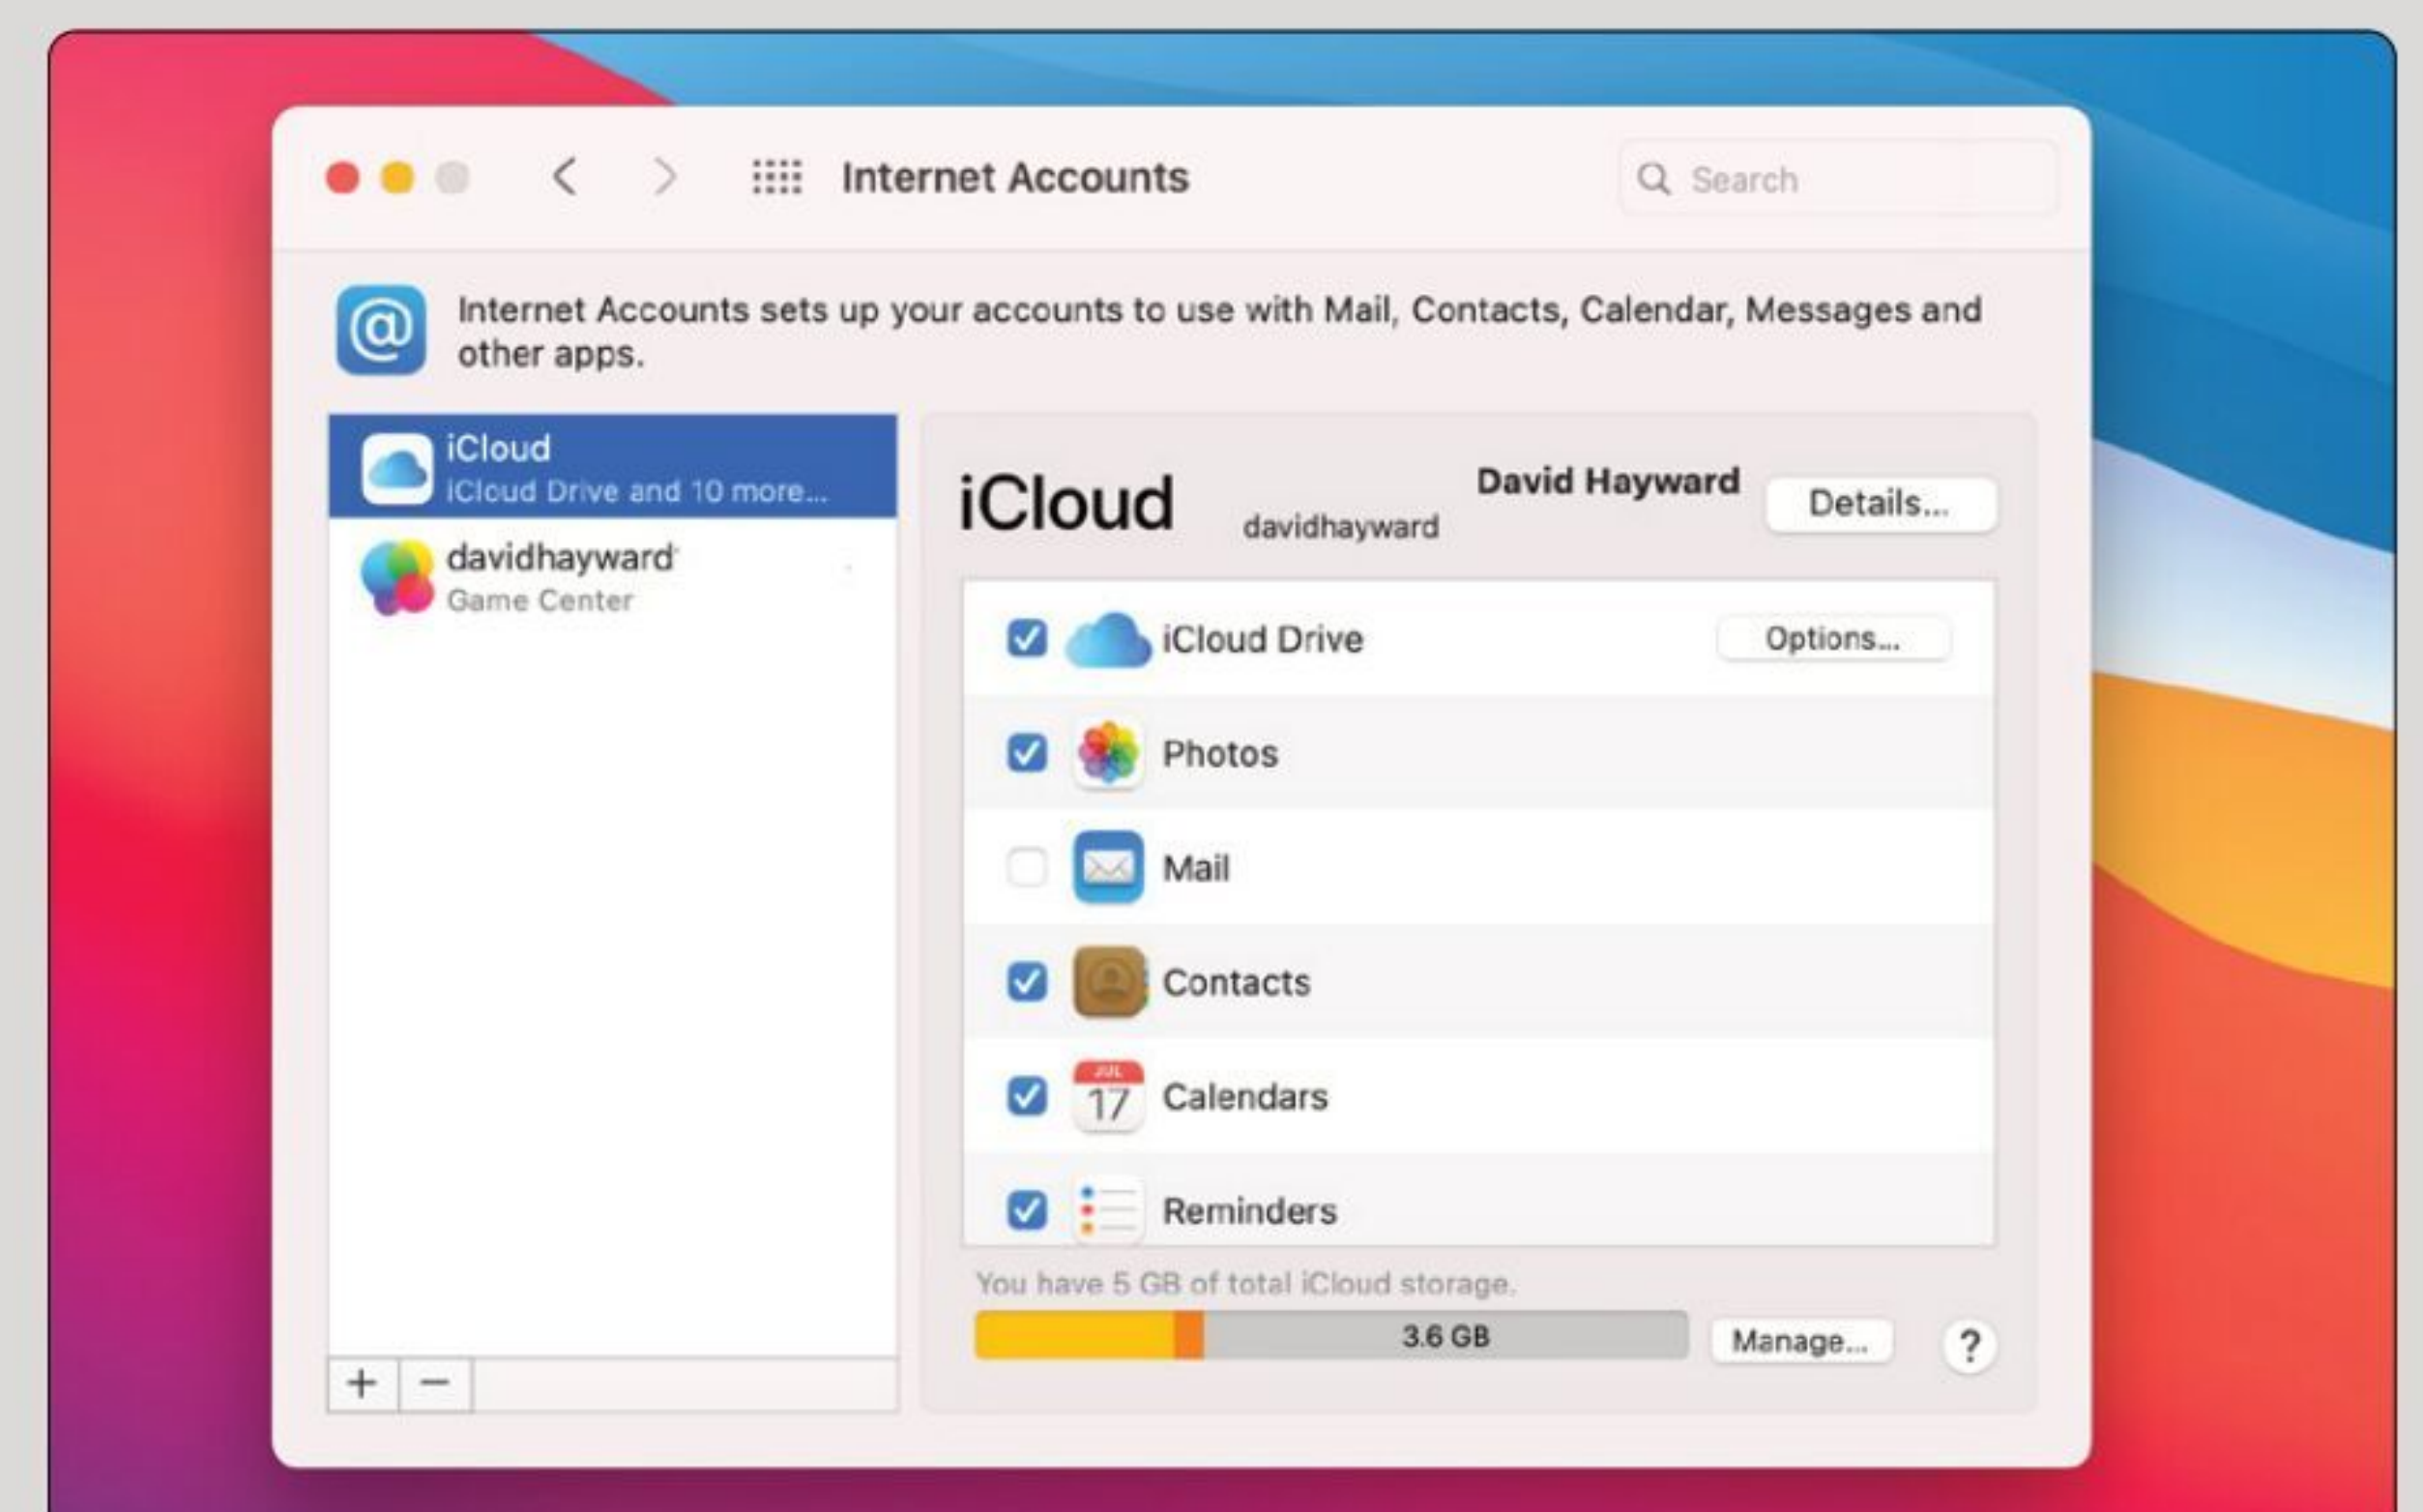 Internet Accounts
Search
Internet Accounts sets up your accounts to use with Mail, Contacts, Calendar, Messages and
other apps.
iCloud
iCloud Drive and 10 more...
davidhayward
Game Center
iCloud
David Hayward
davidhayward
Details...
iCloud Drive
Options...
Photos
Mail
Contacts
JUL
17
Calendars
Reminders
You have 5 GB of total iCloud storage.
3.6 GB
Manage...
?